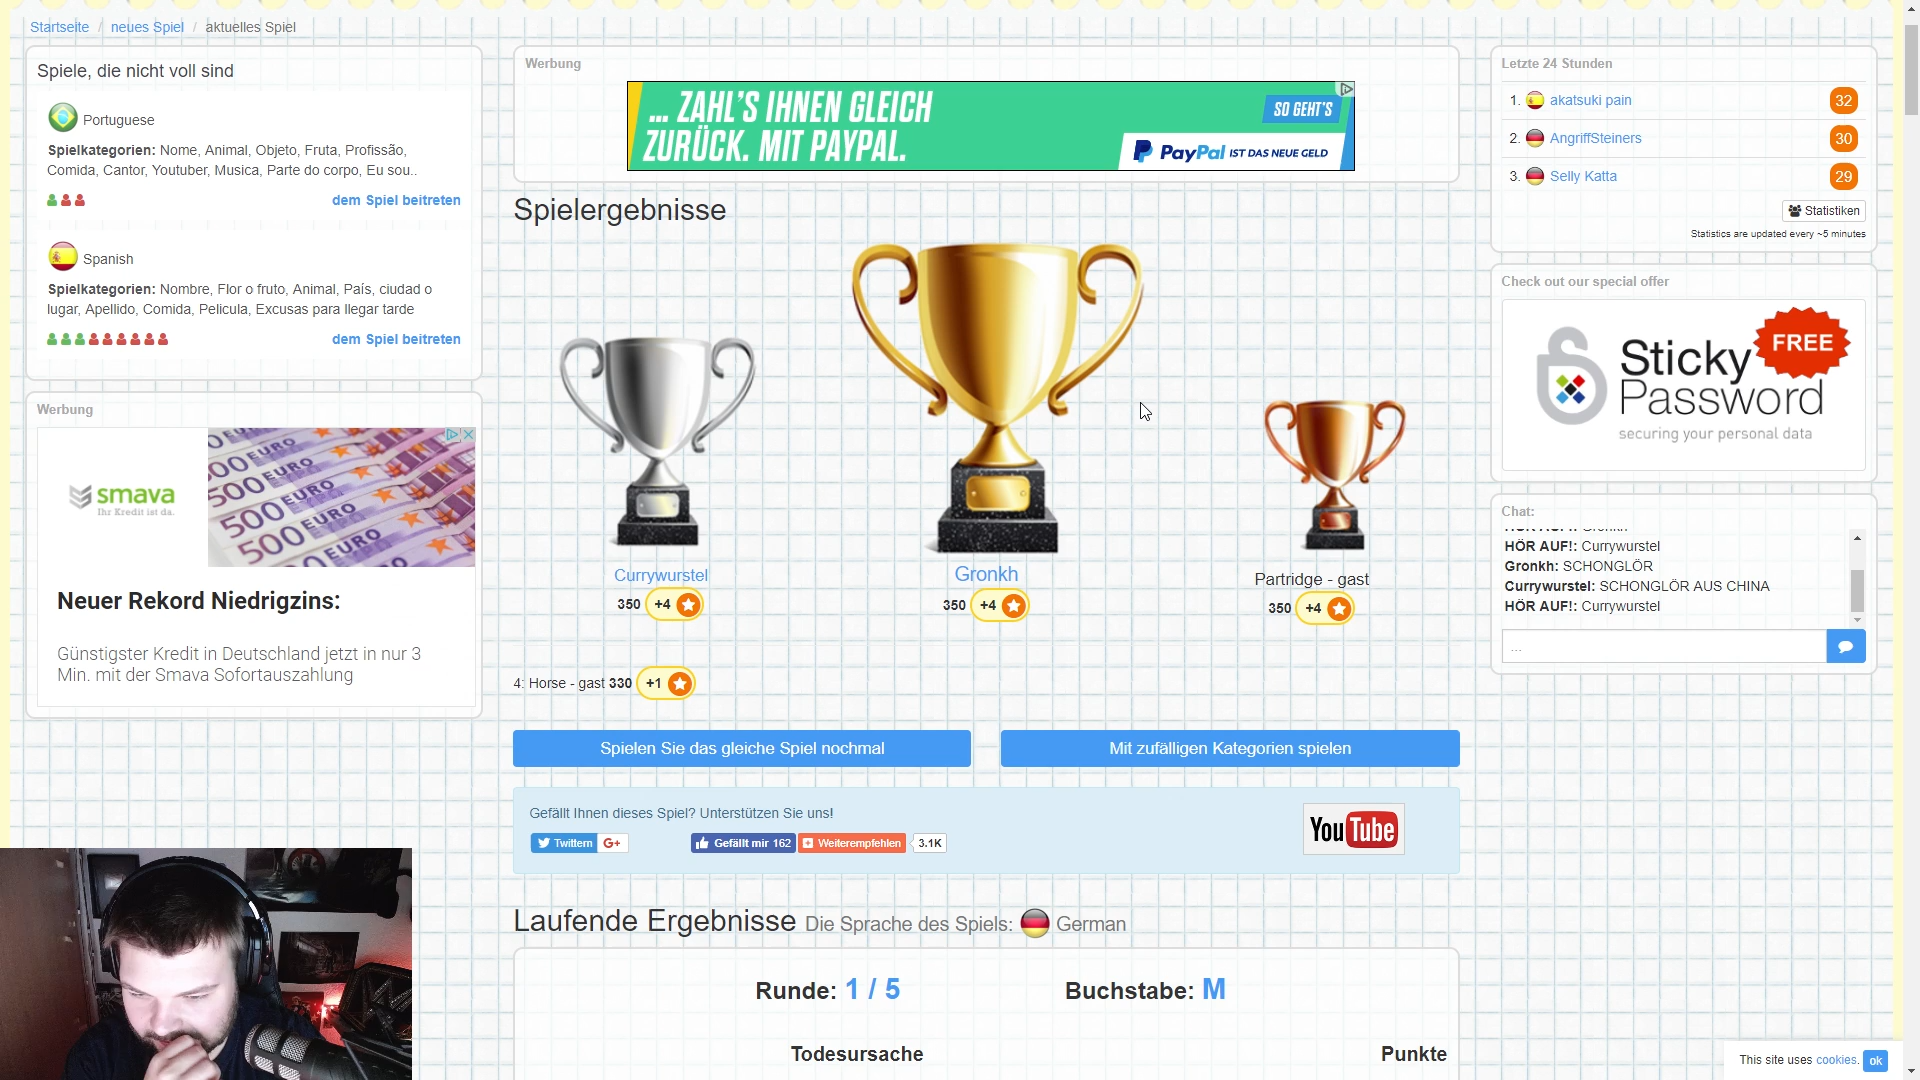 Startseite / neues Spiel / aktuelles Spiel
Spiele, die nicht voll sind
Portuguese
Spielkategorien: Nome, Animal, Objeto, Fruta, Profissão,
Comida, Cantor, Youtuber, Musica, Parte do corpo, Eu sou..
dem Spiel beitreten
Spanish
Spielkategorien: Nombre, Flor o fruto, Animal, País, ciudad o
lugar, Apellido, Comida, Pelicula, Excusas para llegar tarde
dem Spiel beitreten
Werbung
500 EURO
500 EURO
500 EURO
500 EURO
smava
Ihr Kredit ist da.
Neuer Rekord Niedrigzins:
Günstigster Kredit in Deutschland jetzt in nur 3
Min. mit der Smava Sofortauszahlung
Werbung
... ZAHL'S IHNEN GLEICH
ZURÜCK. MIT PAYPAL.
SO GEHT'S
PayPal IST DAS NEUE GELD
Spielergebnisse
Currywurstel
350 +4
Gronkh
350 +4
Partridge - gast
350 +4
4: Horse - gast 330 +1
Spielen Sie das gleiche Spiel nochmal
Mit zufälligen Kategorien spielen
Gefällt Ihnen dieses Spiel? Unterstützen Sie uns!
Twittern G+ Gefällt mir 162 Weiterempfehlen 3.1K
YouTube
Laufende Ergebnisse Die Sprache des Spiels: German
Runde: 1 / 5 Buchstabe: M
Todesursache Punkte
Letzte 24 Stunden
1. akatsuki pain 32
2. AngriffSteiners 30
3. Selly Katta 29
Statistiken
Statistics are updated every ~5 minutes
Check out our special offer
FREE
Sticky
Password
securing your personal data
Chat:
HÖR AUF!: Gronkh
HÖR AUF!: Currywurstel
Gronkh: SCHONGLÖR
Currywurstel: SCHONGLÖR AUS CHINA
HÖR AUF!: Currywurstel
...
This site uses cookies. ok